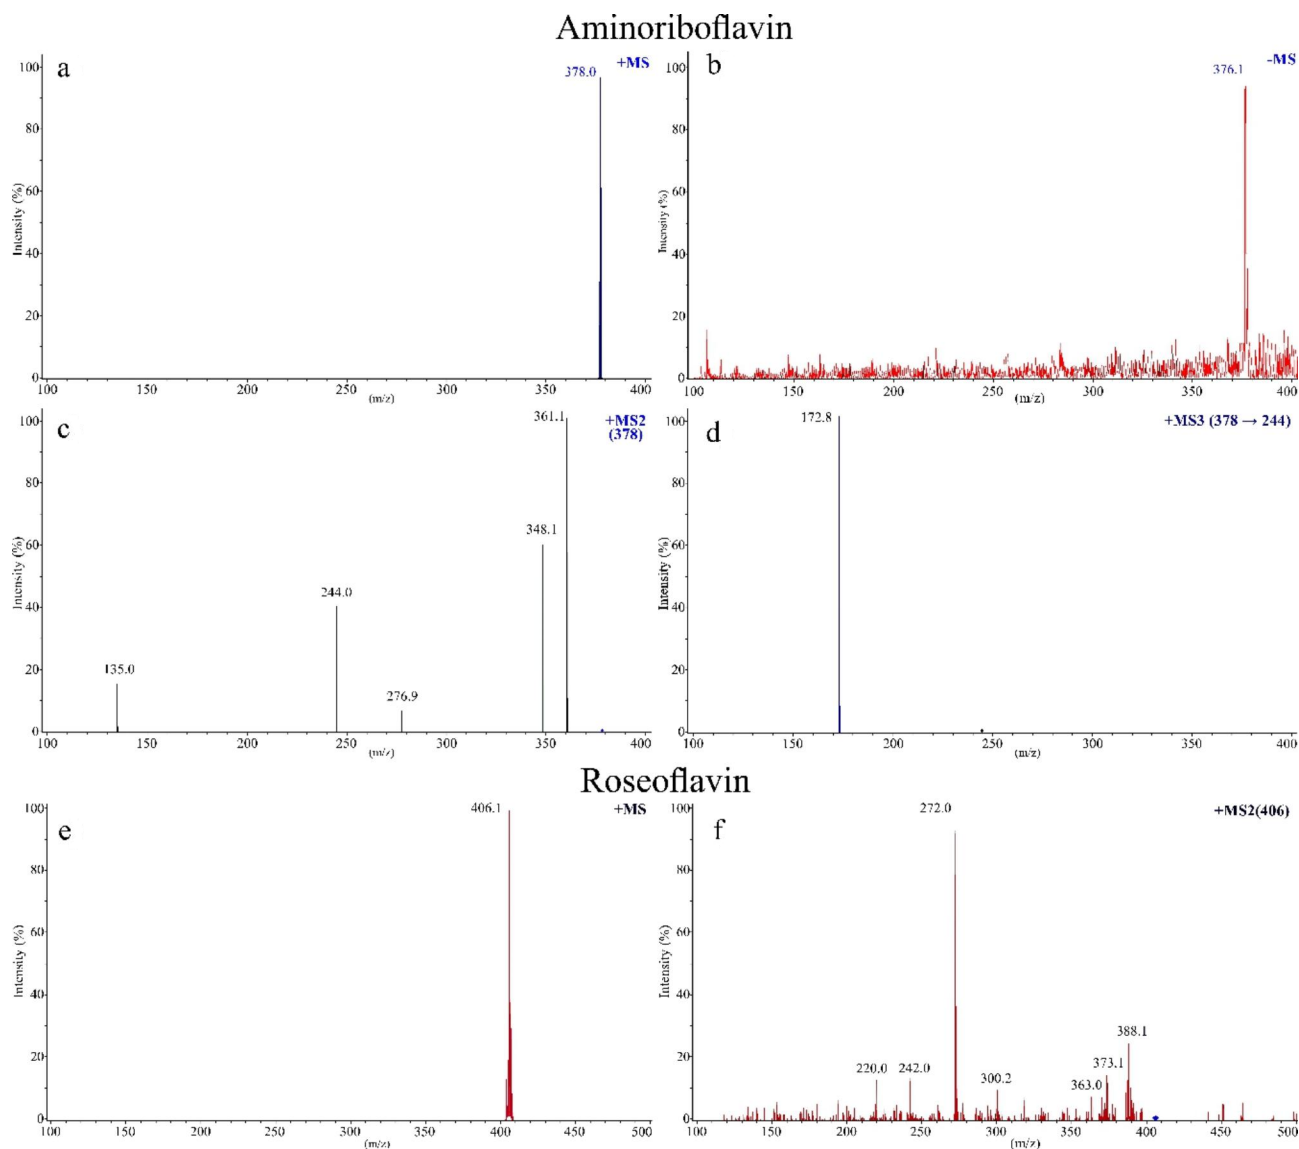 Aminoriboflavin
a
+MS
378.0
Intensity (%)
100
80
60
40
20
0
100 150 200 250 300 350 400
(m/z)
b
-MS
376.1
Intensity (%)
100
80
60
40
20
0
100 150 200 250 300 350 400
(m/z)
c
+MS2
(378)
361.1
348.1
244.0
276.9
135.0
Intensity (%)
100
80
60
40
20
0
100 150 200 250 300 350 400
(m/z)
d
+MS3 (378 → 244)
172.8
Intensity (%)
100
80
60
40
20
0
100 150 200 250 300 350 400
(m/z)
Roseoflavin
e
+MS
406.1
Intensity (%)
100
80
60
40
20
0
100 150 200 250 300 350 400 450 500
(m/z)
f
+MS2(406)
272.0
220.0
242.0
300.2
363.0
373.1
388.1
Intensity (%)
100
80
60
40
20
0
100 150 200 250 300 350 400 450 500
(m/z)